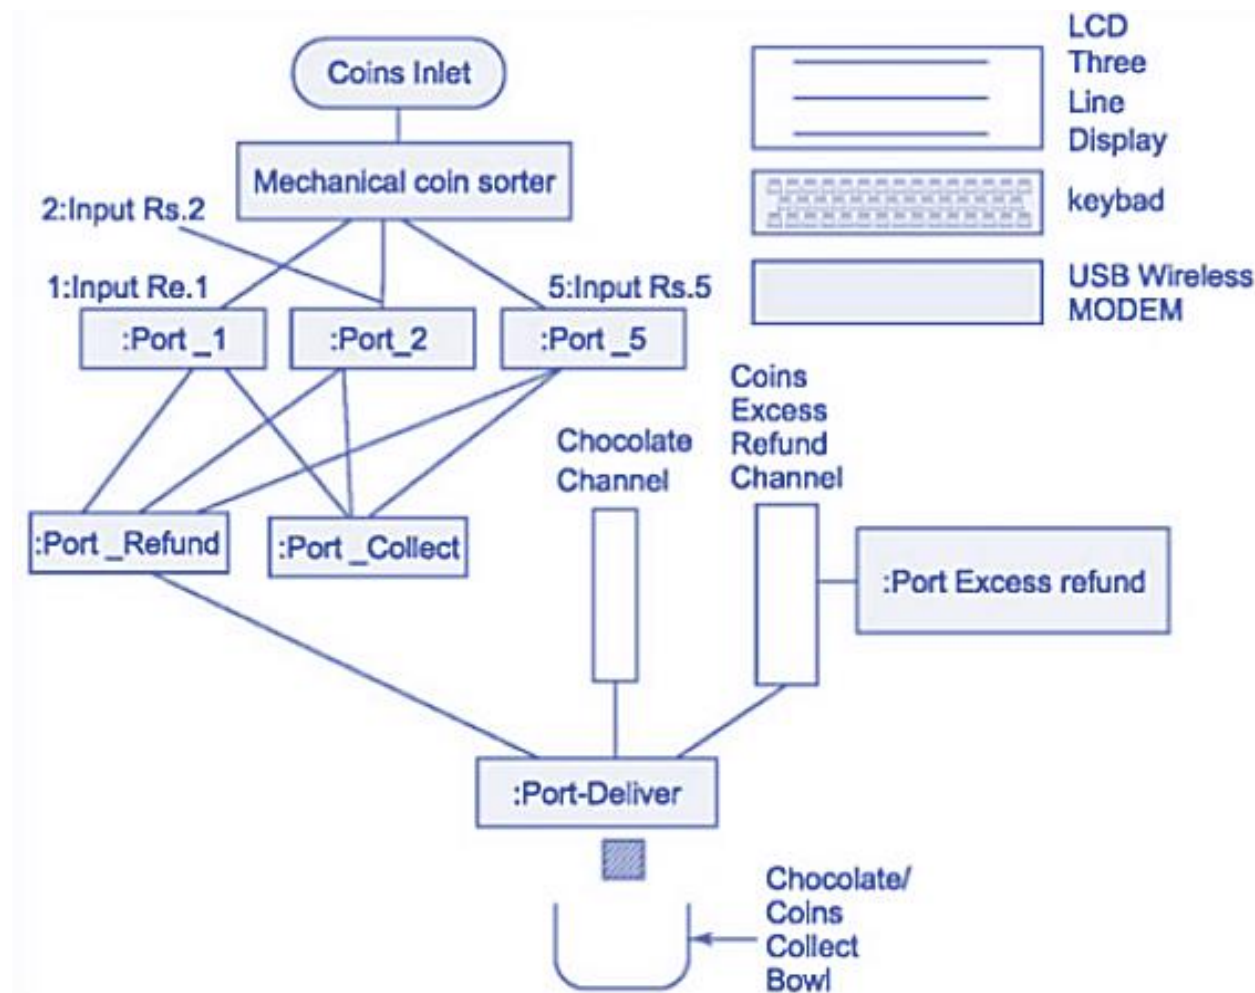 Coins Inlet
Mechanical coin sorter
2:Input Rs.2
1:Input Re.1
5:Input Rs.5
:Port _1
:Port_2
:Port _5
:Port _Refund
:Port _Collect
Chocolate
Channel
Coins
Excess
Refund
Channel
:Port Excess refund
:Port-Deliver
Chocolate/
Coins
Collect
Bowl
LCD
Three
Line
Display
keybad
USB Wireless
MODEM